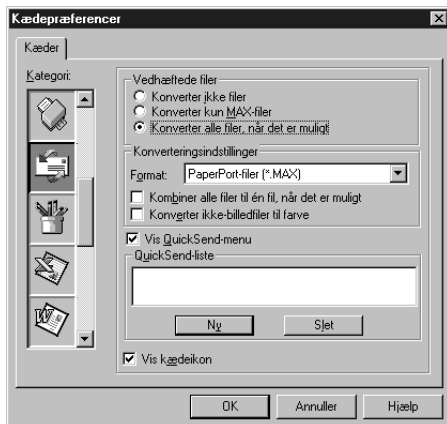 Kædepræferencer
Kæder
Kategori:
Vedhæftede filer
Konverter ikke filer
Konverter kun MAX-filer
Konverter alle filer, når det er muligt
Konverteringsindstillinger
Format: PaperPort-filer (*.MAX)
Kombiner alle filer til én fil, når det er muligt
Konverter ikke-billedfiler til farve
Vis QuickSend-menu
QuickSend-liste
Ny Slet
Vis kædeikon
OK Annuller Hjælp